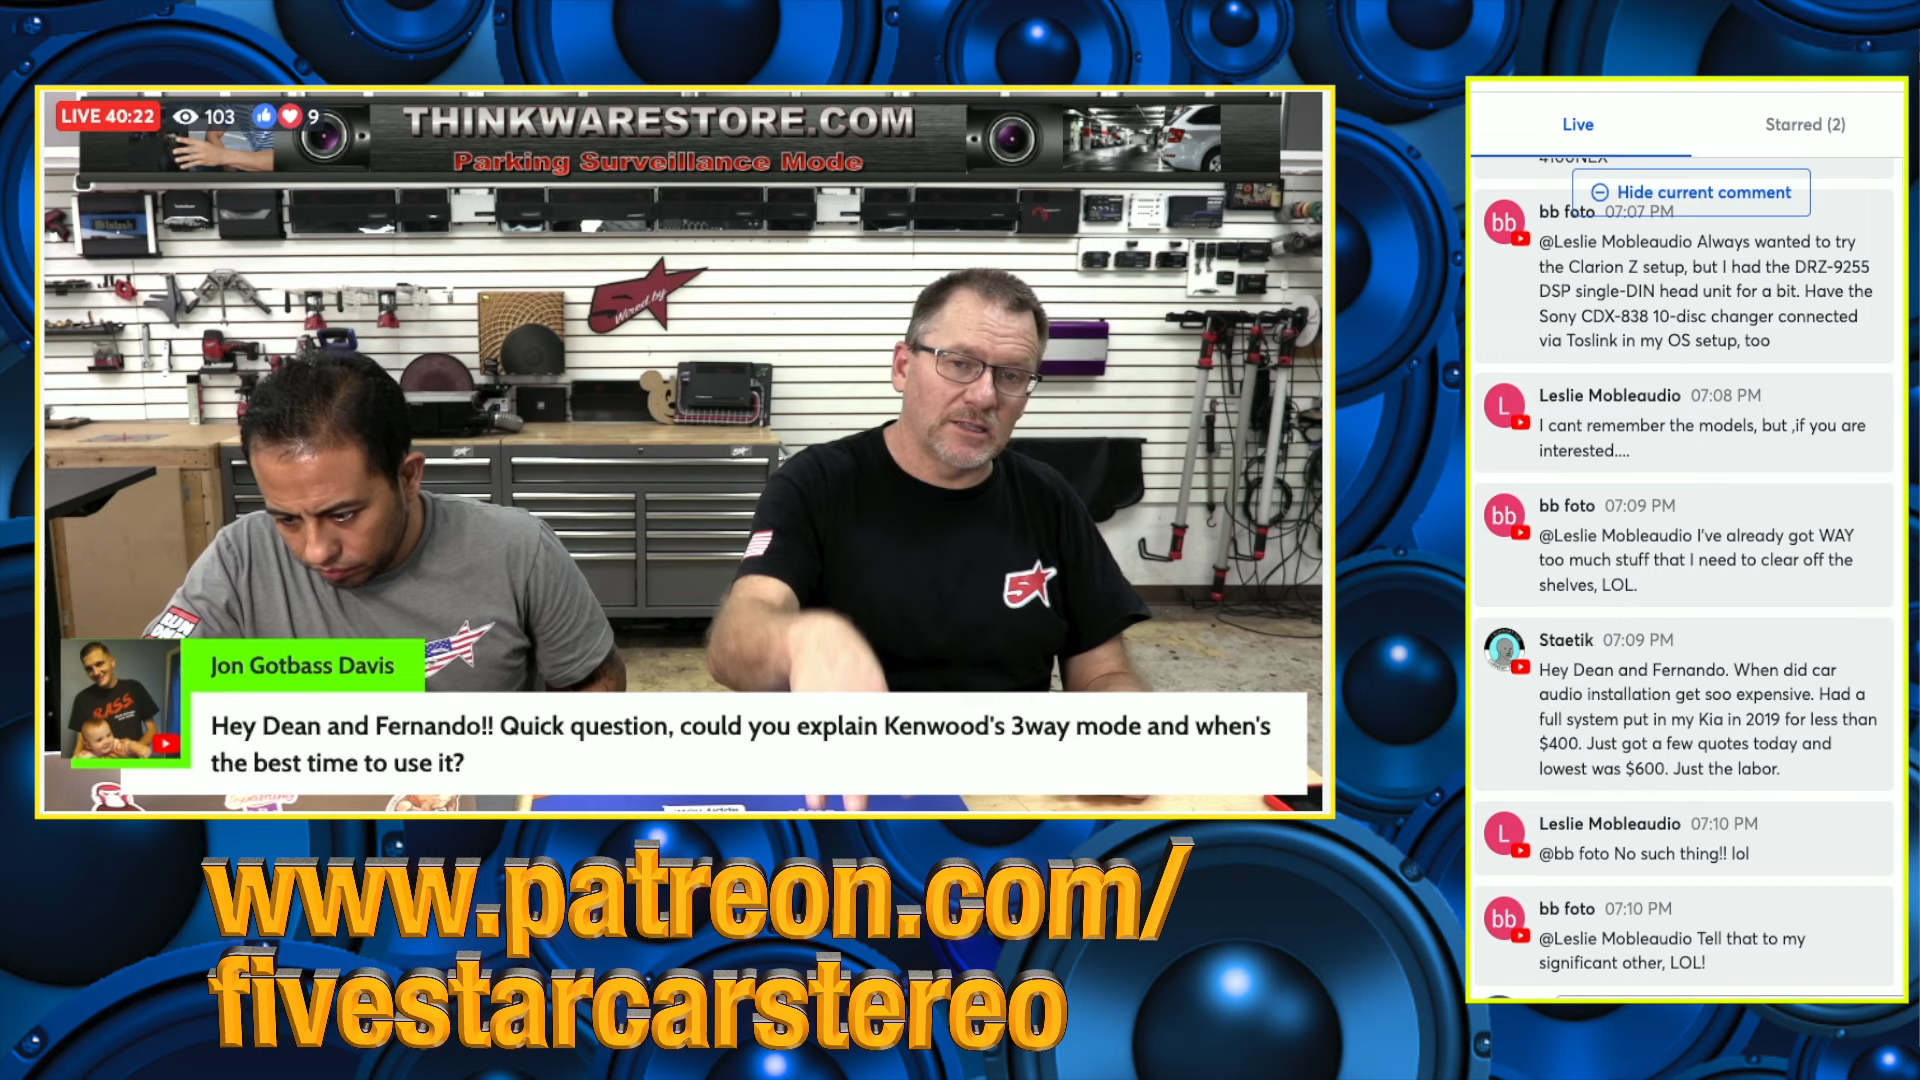 LIVE 40:22
103
9
THINKWARESTORE.COM
Parking Surveillance Mode
Wired by
Jon Gotbass Davis
BASS
Hey Dean and Fernando!! Quick question, could you explain Kenwood's 3way mode and when's
the best time to use it?
www.patreon.com/
fivestarcarstereo
Live
Starred (2)
4100NEX
Hide current comment
bb
bb foto 07:07 PM
@Leslie Mobleaudio Always wanted to try
the Clarion Z setup, but I had the DRZ-9255
DSP single-DIN head unit for a bit. Have the
Sony CDX-838 10-disc changer connected
via Toslink in my OS setup, too
L
Leslie Mobleaudio 07:08 PM
I cant remember the models, but ,if you are
interested....
bb
bb foto 07:09 PM
@Leslie Mobleaudio I've already got WAY
too much stuff that I need to clear off the
shelves, LOL.
Staetik 07:09 PM
Hey Dean and Fernando. When did car
audio installation get soo expensive. Had a
full system put in my Kia in 2019 for less than
$400. Just got a few quotes today and
lowest was $600. Just the labor.
L
Leslie Mobleaudio 07:10 PM
@bb foto No such thing!! lol
bb
bb foto 07:10 PM
@Leslie Mobleaudio Tell that to my
significant other, LOL!